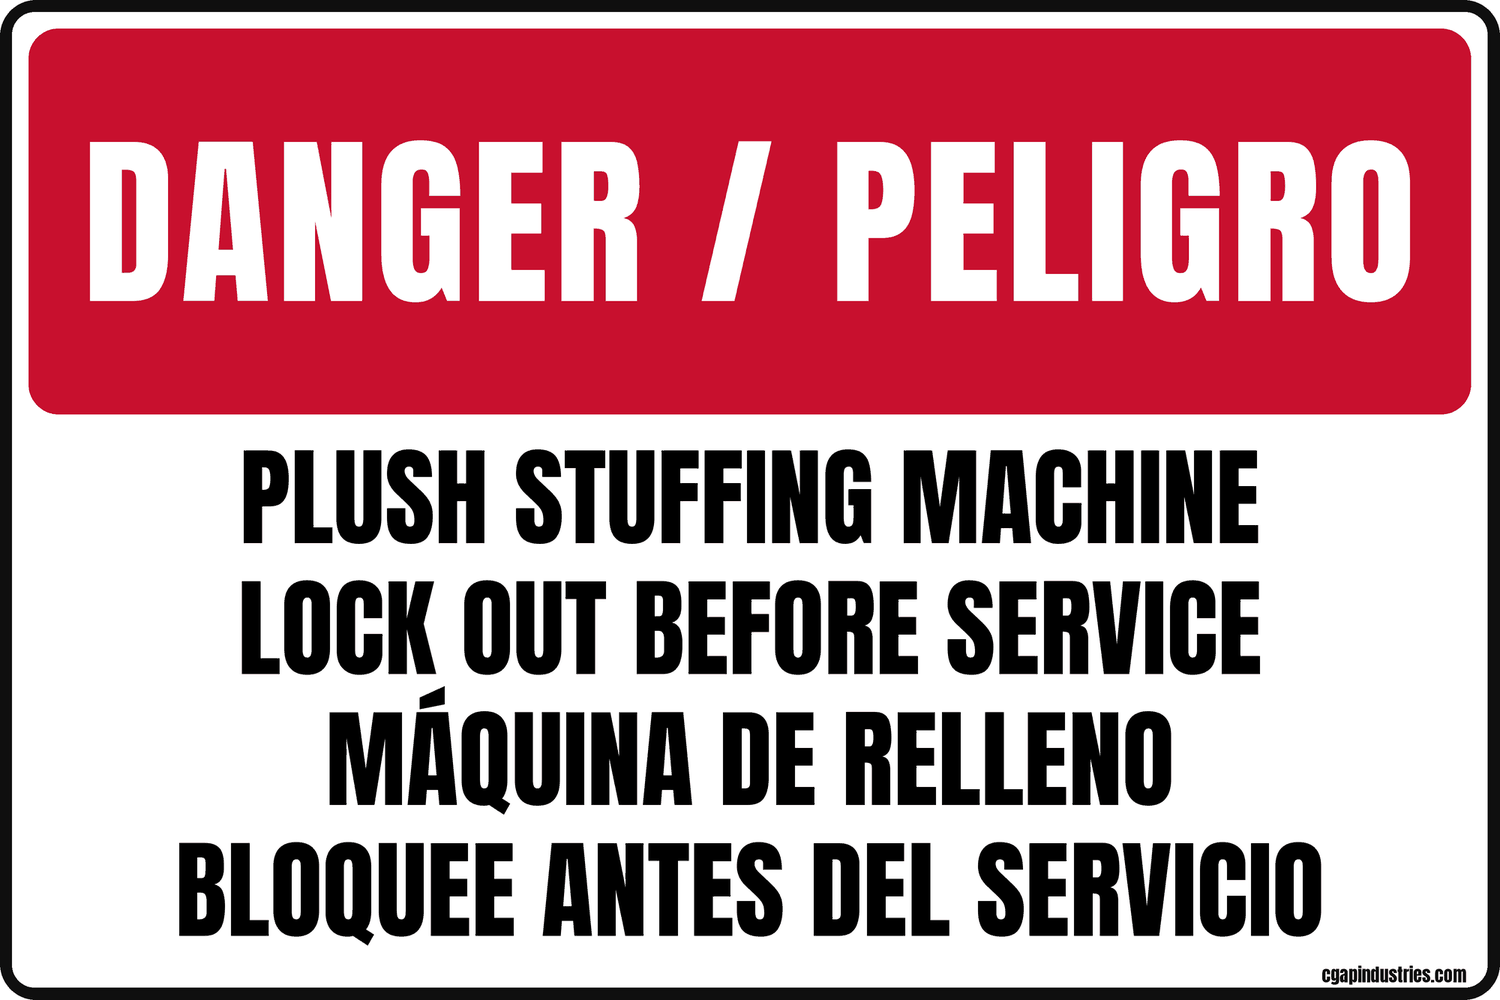 DANGER / PELIGRO
PLUSH STUFFING MACHINE
LOCK OUT BEFORE SERVICE
MÁQUINA DE RELLENO
BLOQUEE ANTES DEL SERVICIO
cgapindustries.com